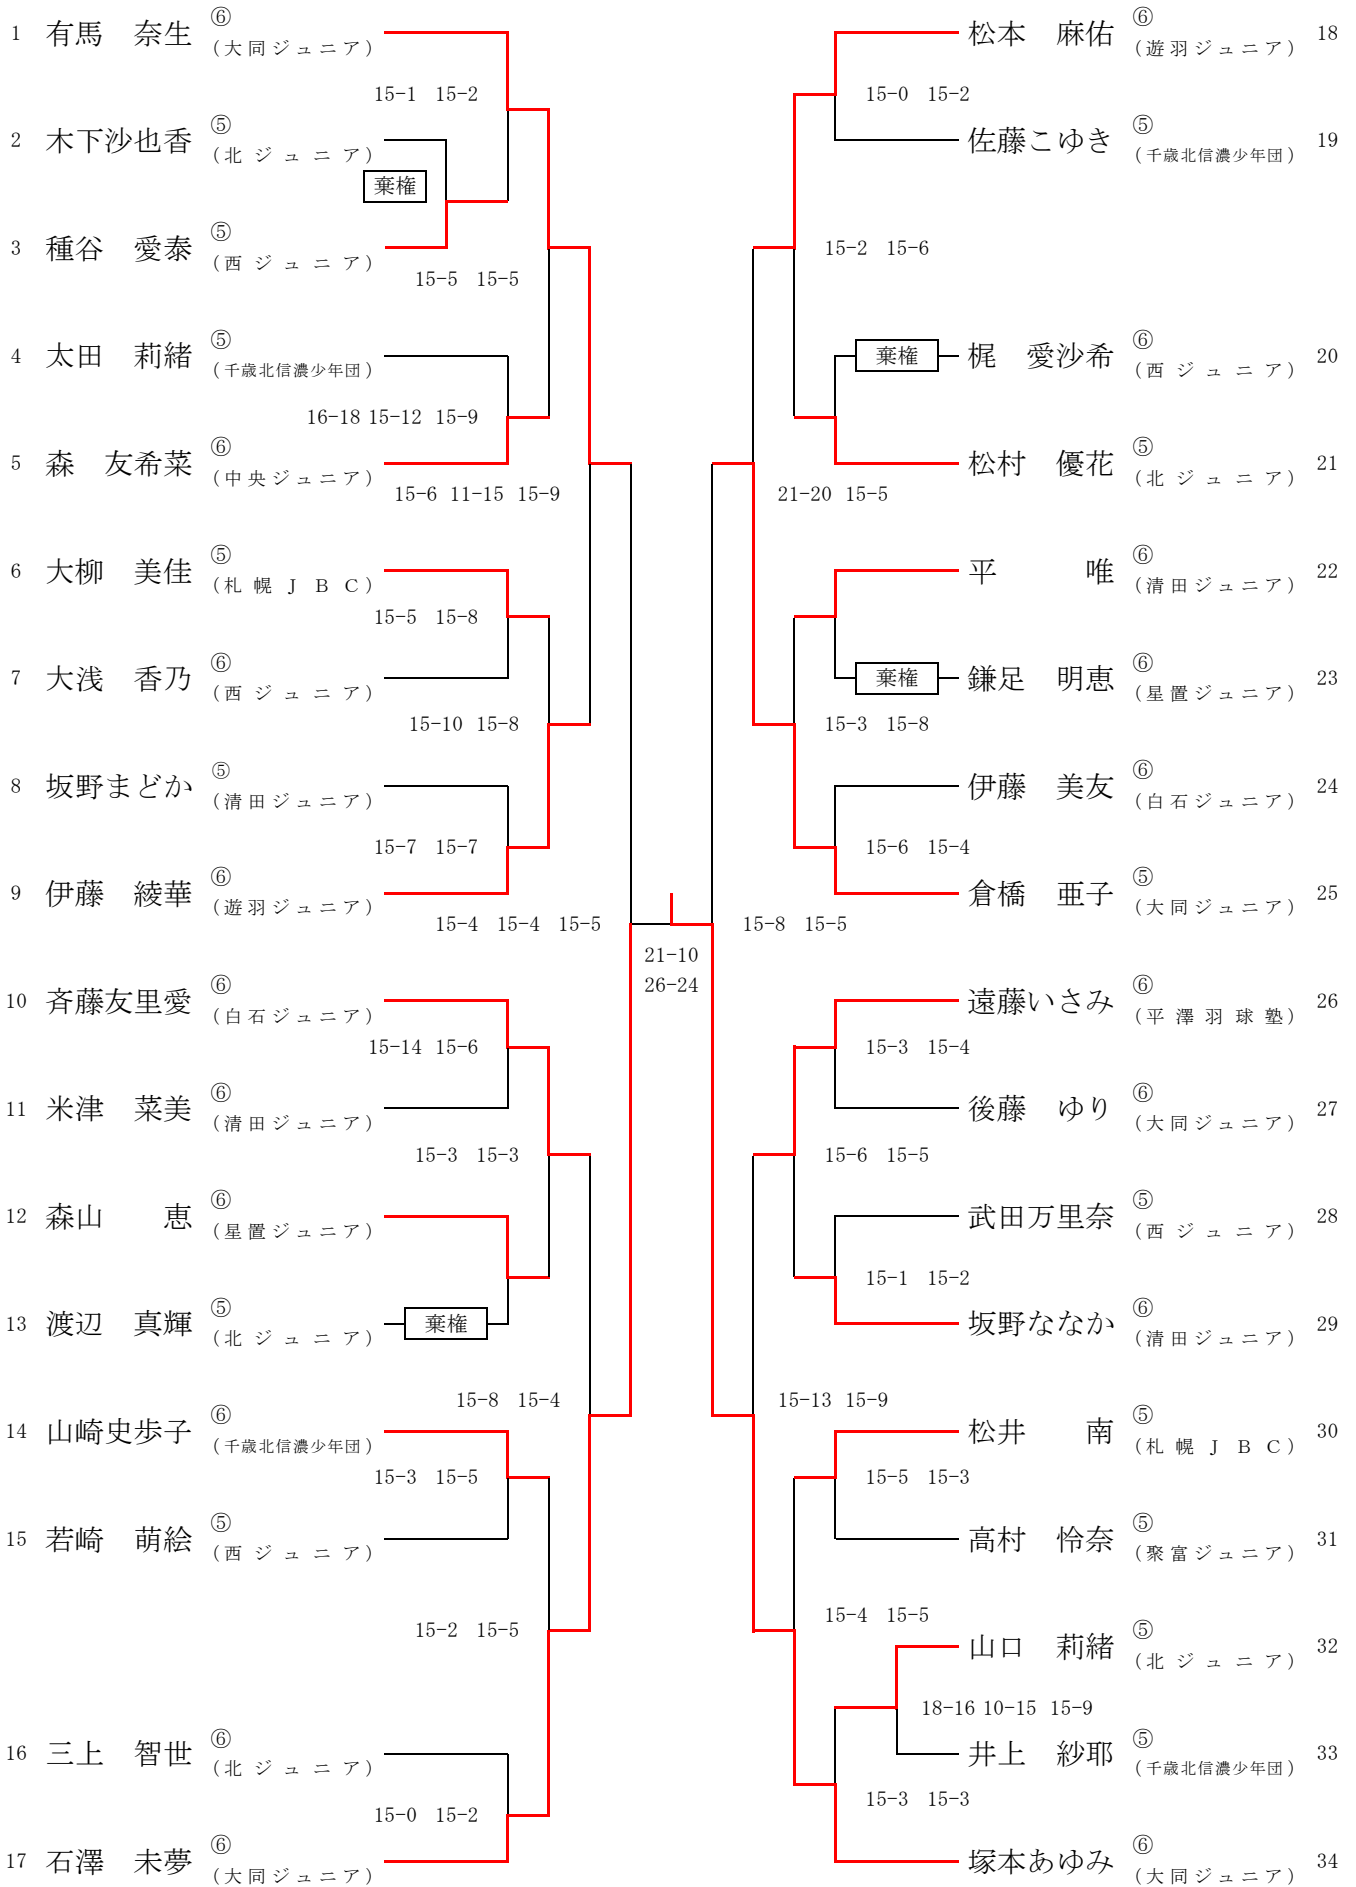 1 有馬　奈生 ⑥
(大同ジュニア)
15-1 15-2
2 木下沙也香 ⑤
(北ジュニア)
棄権
3 種谷　愛泰 ⑤
(西ジュニア)
15-5 15-5
4 太田　莉緒 ⑤
(千歳北信濃少年団)
16-18 15-12 15-9
5 森　友希菜 ⑥
(中央ジュニア)
15-6 11-15 15-9
6 大柳　美佳 ⑤
(札幌JBC)
15-5 15-8
7 大浅　香乃 ⑥
(西ジュニア)
15-10 15-8
8 坂野まどか ⑤
(清田ジュニア)
15-7 15-7
9 伊藤　綾華 ⑥
(遊羽ジュニア)
15-4 15-4 15-5
10 斉藤友里愛 ⑥
(白石ジュニア)
15-14 15-6
11 米津　菜美 ⑥
(清田ジュニア)
15-3 15-3
12 森山　　恵 ⑥
(星置ジュニア)
13 渡辺　真輝 ⑤
(北ジュニア)
棄権
15-8 15-4
14 山崎史歩子 ⑥
(千歳北信濃少年団)
15-3 15-5
15 若崎　萌絵 ⑤
(西ジュニア)
15-2 15-5
16 三上　智世 ⑥
(北ジュニア)
15-0 15-2
17 石澤　未夢 ⑥
(大同ジュニア)
21-10
26-24
松本　麻佑 ⑥ 18
(遊羽ジュニア)
15-0 15-2
佐藤こゆき ⑤ 19
(千歳北信濃少年団)
15-2 15-6
棄権 梶　愛沙希 ⑥ 20
(西ジュニア)
松村　優花 ⑤ 21
(北ジュニア)
21-20 15-5
平　　　唯 ⑥ 22
(清田ジュニア)
棄権 鎌足　明恵 ⑥ 23
(星置ジュニア)
15-3 15-8
伊藤　美友 ⑥ 24
(白石ジュニア)
15-6 15-4
倉橋　亜子 ⑤ 25
(大同ジュニア)
15-8 15-5
遠藤いさみ ⑥ 26
(平澤羽球塾)
15-3 15-4
後藤　ゆり ⑥ 27
(大同ジュニア)
15-6 15-5
武田万里奈 ⑤ 28
(西ジュニア)
15-1 15-2
坂野ななか ⑥ 29
(清田ジュニア)
15-13 15-9
松井　　南 ⑤ 30
(札幌JBC)
15-5 15-3
高村　怜奈 ⑤ 31
(聚富ジュニア)
15-4 15-5
山口　莉緒 ⑤ 32
(北ジュニア)
18-16 10-15 15-9
井上　紗耶 ⑤ 33
(千歳北信濃少年団)
15-3 15-3
塚本あゆみ ⑥ 34
(大同ジュニア)